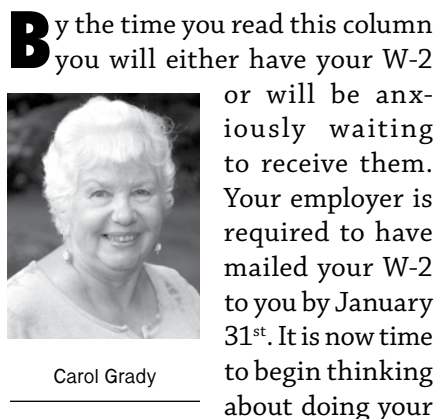 By the time you read this column
you will either have your W-2
or will be anx-
iously waiting
to receive them.
Your employer is
required to have
mailed your W-2
to you by January
31st. It is now time
to begin thinking
about doing your
Carol Grady